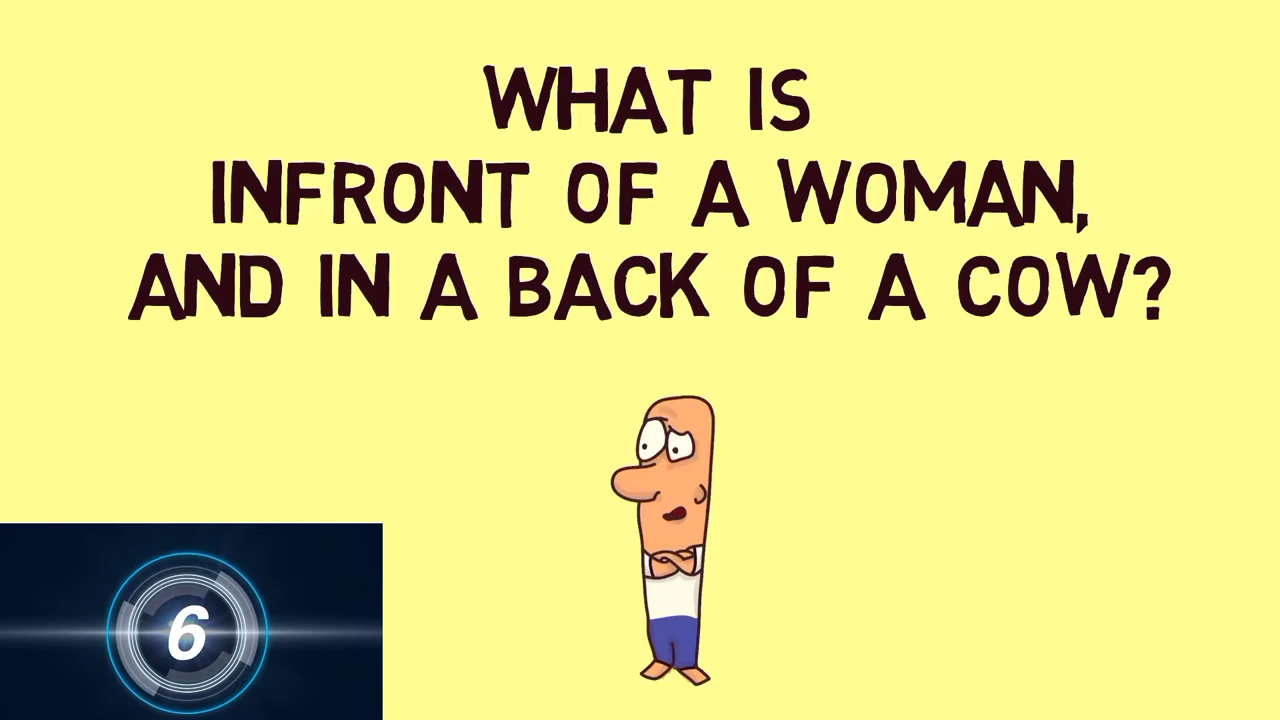 WHAT IS
INFRONT OF A WOMAN,
AND IN A BACK OF A COW?
6